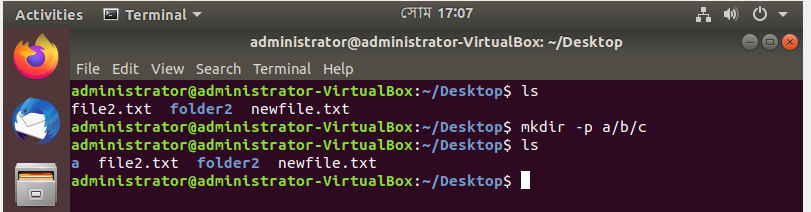 Activities Terminal সোম 17:07
administrator@administrator-VirtualBox: ~/Desktop
File Edit View Search Terminal Help
administrator@administrator-VirtualBox:~/Desktop$ ls
file2.txt folder2 newfile.txt
administrator@administrator-VirtualBox:~/Desktop$ mkdir -p a/b/c
administrator@administrator-VirtualBox:~/Desktop$ ls
a file2.txt folder2 newfile.txt
administrator@administrator-VirtualBox:~/Desktop$